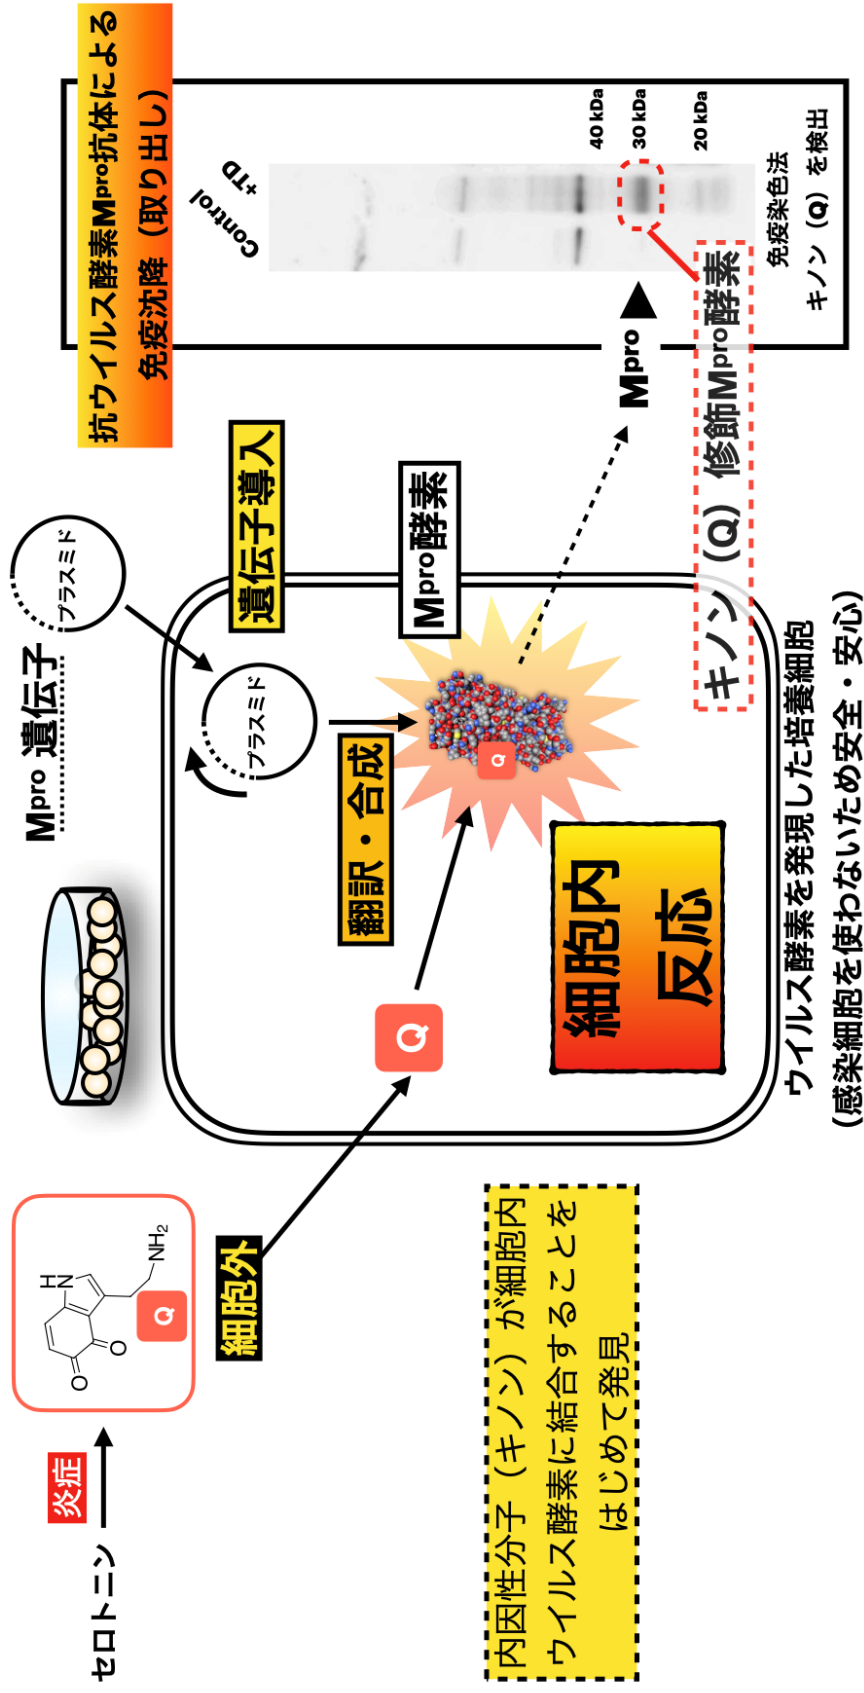 セロトニン
炎症
HN
NH2
O
O
Q
細胞外
Mpro 遺伝子
プラスミド
プラスミド
遺伝子導入
翻訳・合成
Q
Q
Mpro酵素
細胞内
反応
ウイルス酵素を発現した培養細胞
(感染細胞を使わないため安全・安心)
内因性分子（キノン）が細胞内
ウイルス酵素に結合することを
はじめて発見
抗ウイルス酵素Mpro抗体による
免疫沈降（取り出し）
Control
+TD
40 kDa
30 kDa
20 kDa
Mpro
キノン（Q）修飾Mpro酵素
免疫染色法
キノン（Q）を検出